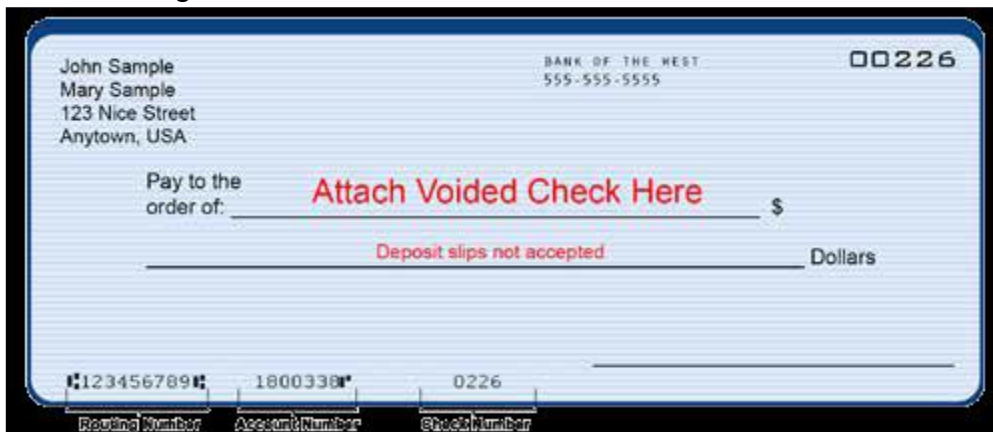 John Sample
Mary Sample
123 Nice Street
Anytown, USA
BANK OF THE WEST
555-555-5555
00226
Pay to the
order of:
Attach Voided Check Here
$
Deposit slips not accepted
Dollars
⑆123456789⑆ 1800338⑈ 0226
Routing Number Account Number Check Number